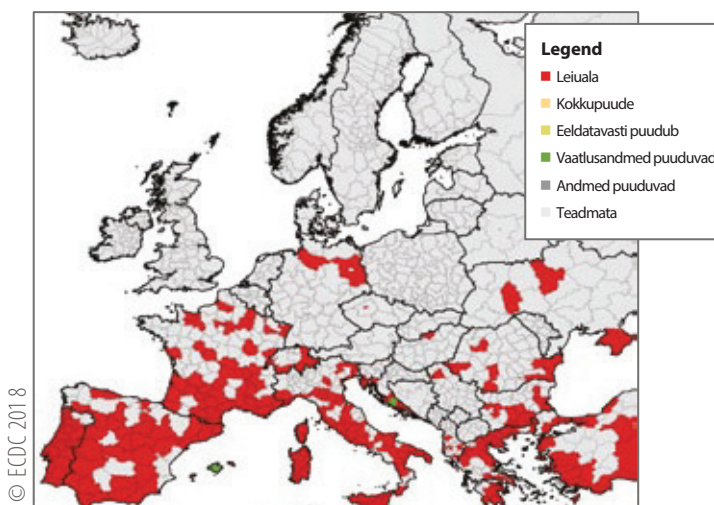 Legend
Leiuala
Kokkupuude
Eeldatavasti puudub
Vaatlusandmed puuduvad
Andmed puuduvad
Teadmata
© ECDC 2018